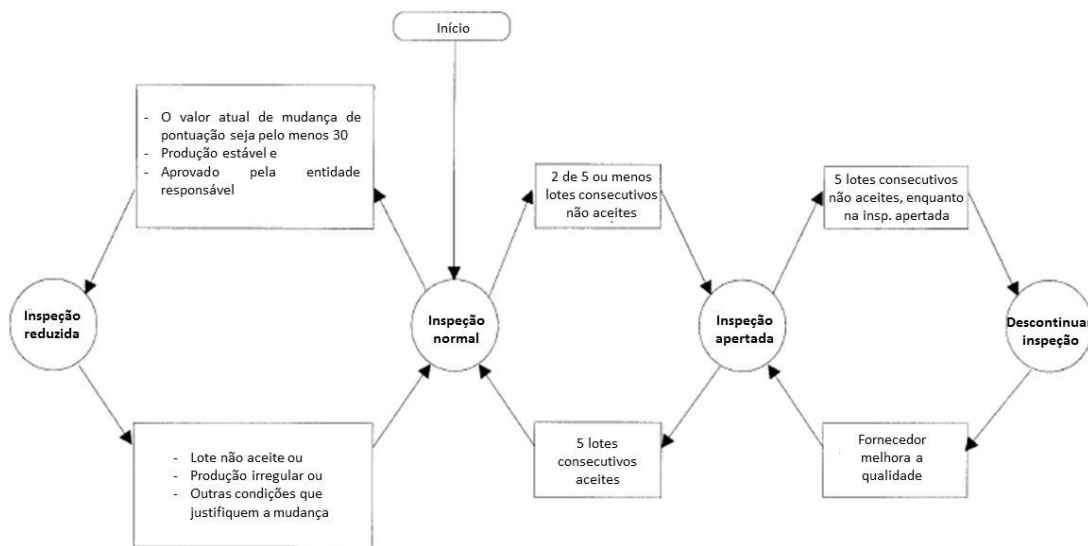 Início
- O valor atual de mudança de
pontuação seja pelo menos 30
- Produção estável e
- Aprovado pela entidade
responsável
2 de 5 ou menos
lotes consecutivos
não aceites
5 lotes consecutivos
não aceites, enquanto
na insp. apertada
Inspeção
reduzida
Inspeção
normal
Inspeção
apertada
Descontinuar
inspeção
- Lote não aceite ou
- Produção irregular ou
- Outras condições que
justifiquem a mudança
5 lotes
consecutivos
aceites
Fornecedor
melhora a
qualidade